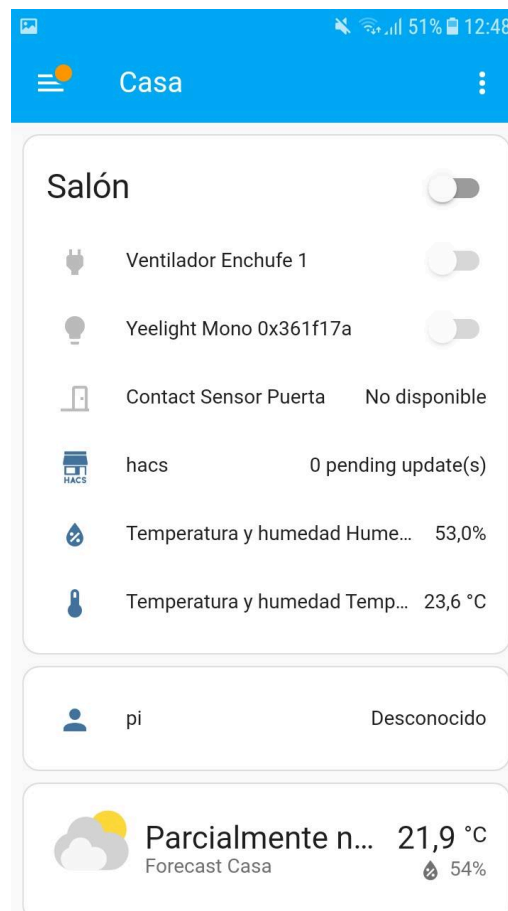 51% 12:48
Casa
Salón
Ventilador Enchufe 1
Yeelight Mono 0x361f17a
Contact Sensor Puerta No disponible
HACS hacs 0 pending update(s)
Temperatura y humedad Hume... 53,0%
Temperatura y humedad Temp... 23,6 °C
pi Desconocido
Parcialmente n... 21,9 °C
Forecast Casa 54%